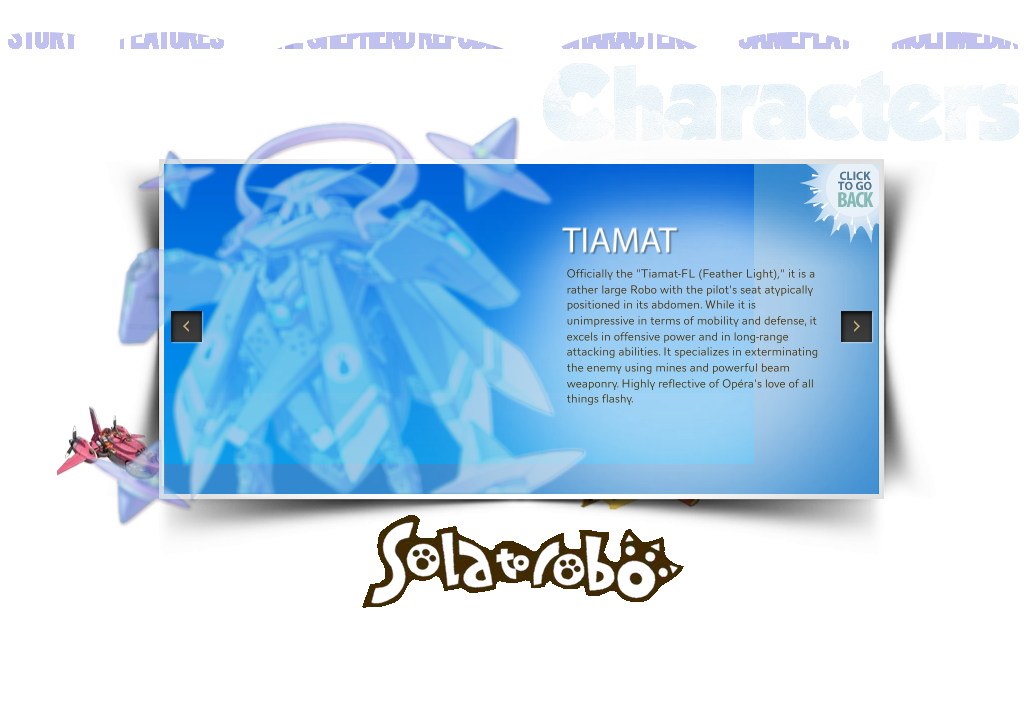 STORY FEATURES THE SHEPHERD REPUBLIC CHARACTERS GAMEPLAY MULTIMEDIA
Characters
CLICK
TO GO
BACK
TIAMAT
Officially the "Tiamat-FL (Feather Light)," it is a
rather large Robo with the pilot's seat atypically
positioned in its abdomen. While it is
unimpressive in terms of mobility and defense, it
excels in offensive power and in long-range
attacking abilities. It specializes in exterminating
the enemy using mines and powerful beam
weaponry. Highly reflective of Opéra's love of all
things flashy.
Solatorobo